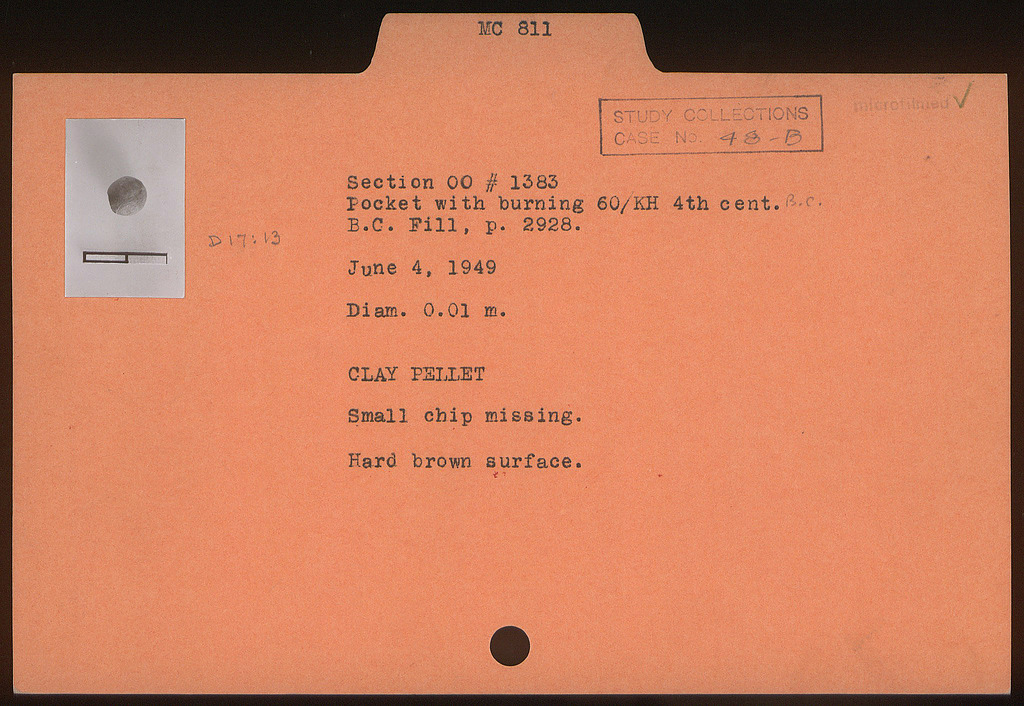 MC 811
microfilmed ✓
STUDY COLLECTIONS
CASE No. 48-B
Section OO # 1383
Pocket with burning 60/KH 4th cent. B.C.
B.C. Fill, p. 2928.
D 17:13
June 4, 1949
Diam. 0.01 m.
CLAY PELLET
Small chip missing.
Hard brown surface.